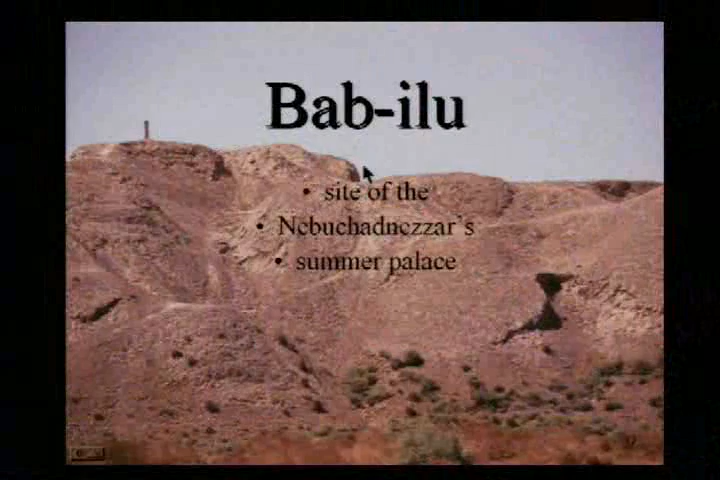 Bab-ilu
• site of the
• Nebuchadnezzar's
• summer palace